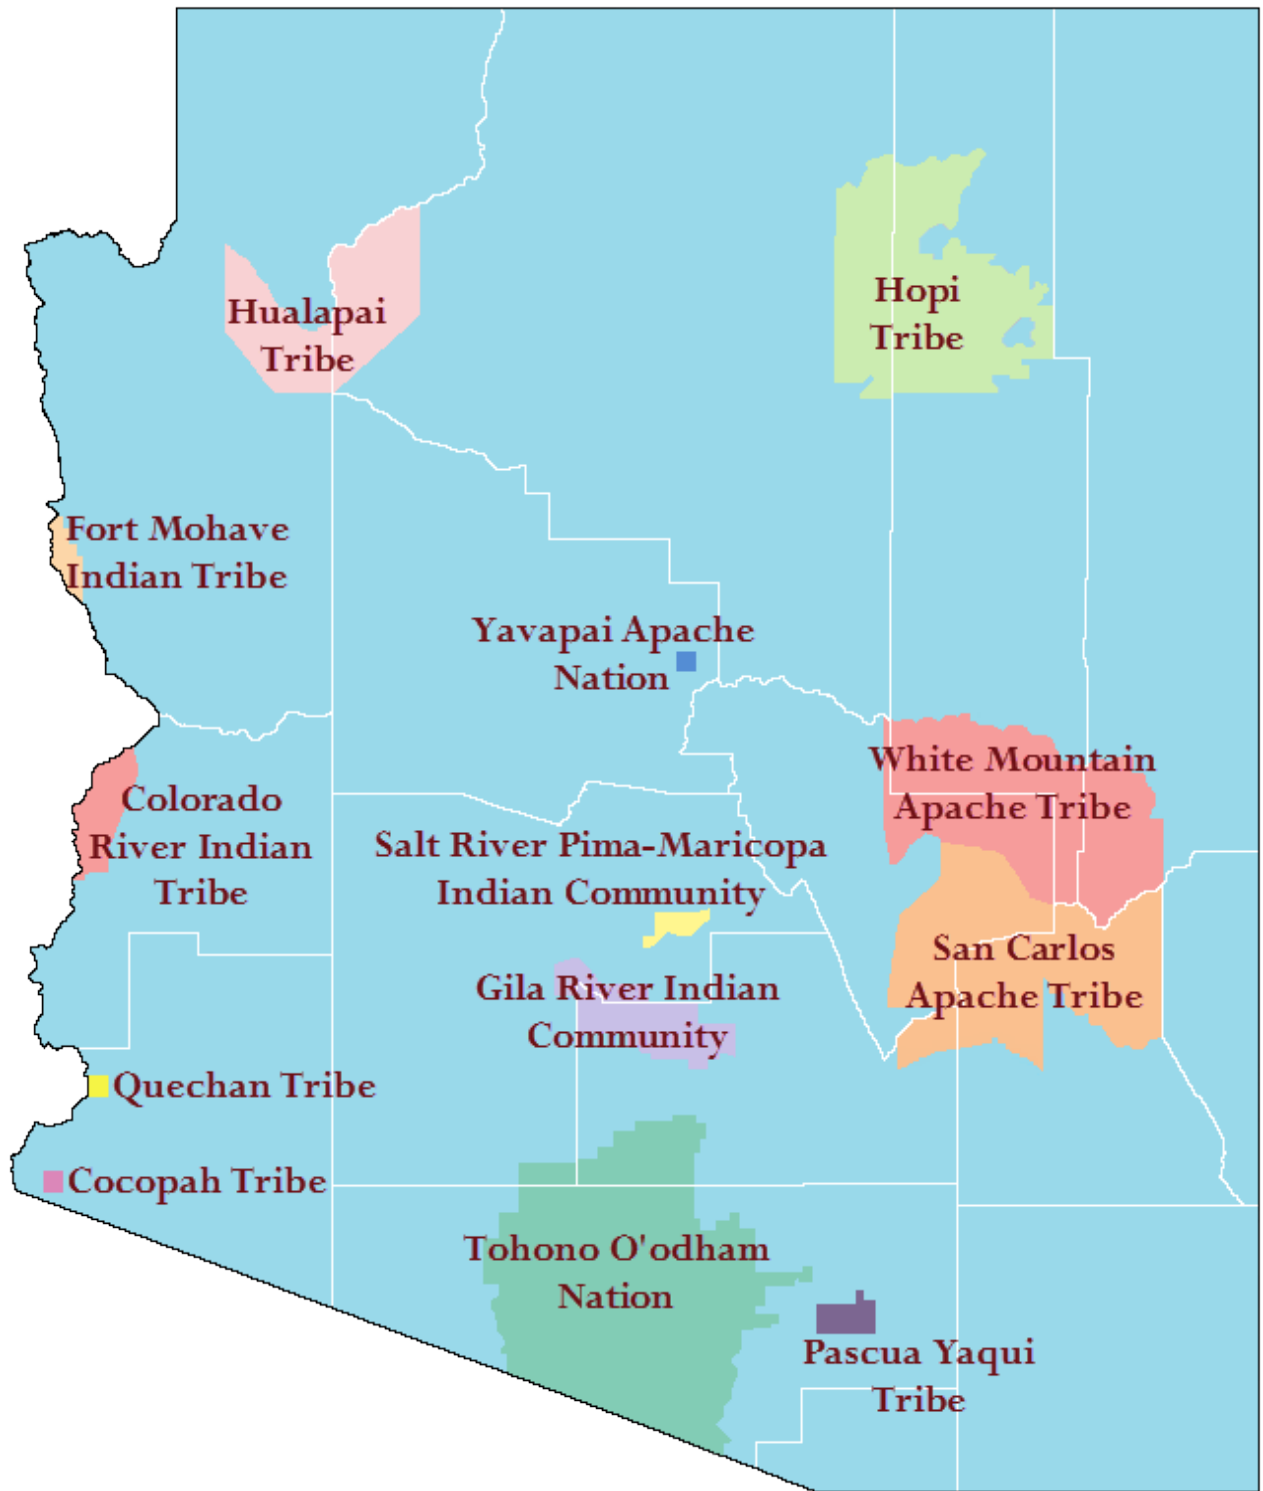 Hopi
Tribe
Hualapai
Tribe
Fort Mohave
Indian Tribe
Yavapai Apache
Nation
White Mountain
Apache Tribe
Colorado
River Indian
Tribe
Salt River Pima-Maricopa
Indian Community
San Carlos
Apache Tribe
Gila River Indian
Community
Quechan Tribe
Cocopah Tribe
Tohono O'odham
Nation
Pascua Yaqui
Tribe